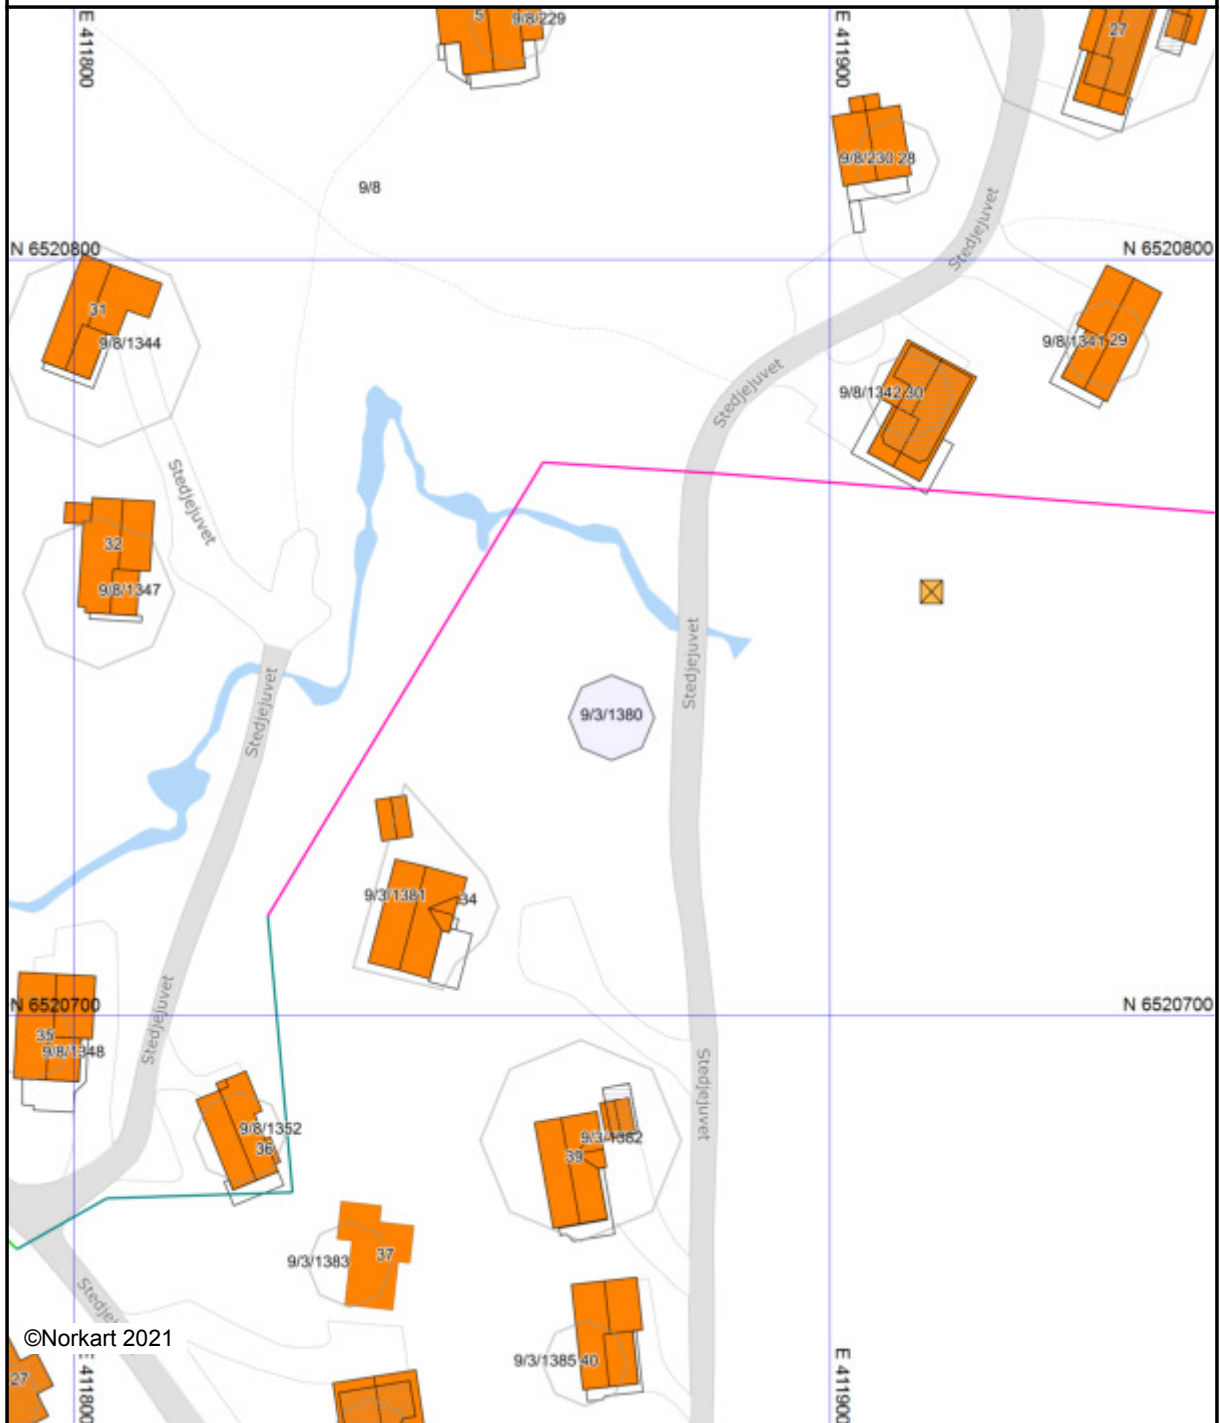 E 411800
5
9/8/229
E 411900
27
9/8/230 28
9/8
Stedjejuvet
N 6520800
N 6520800
31
9/8/1344
9/8/1341 29
Stedjejuvet
9/8/1342 30
Stedjejuvet
32
9/8/1347
Stedjejuvet
Stedjejuvet
9/3/1380
9/3/1381
34
N 6520700
N 6520700
Stedjejuvet
35
9/8/1348
Stedjejuvet
9/8/1352
36
9/3/1382
39
9/3/1383
37
Stedje
©Norkart 2021
9/3/1385 40
27
E 411800
E 411900